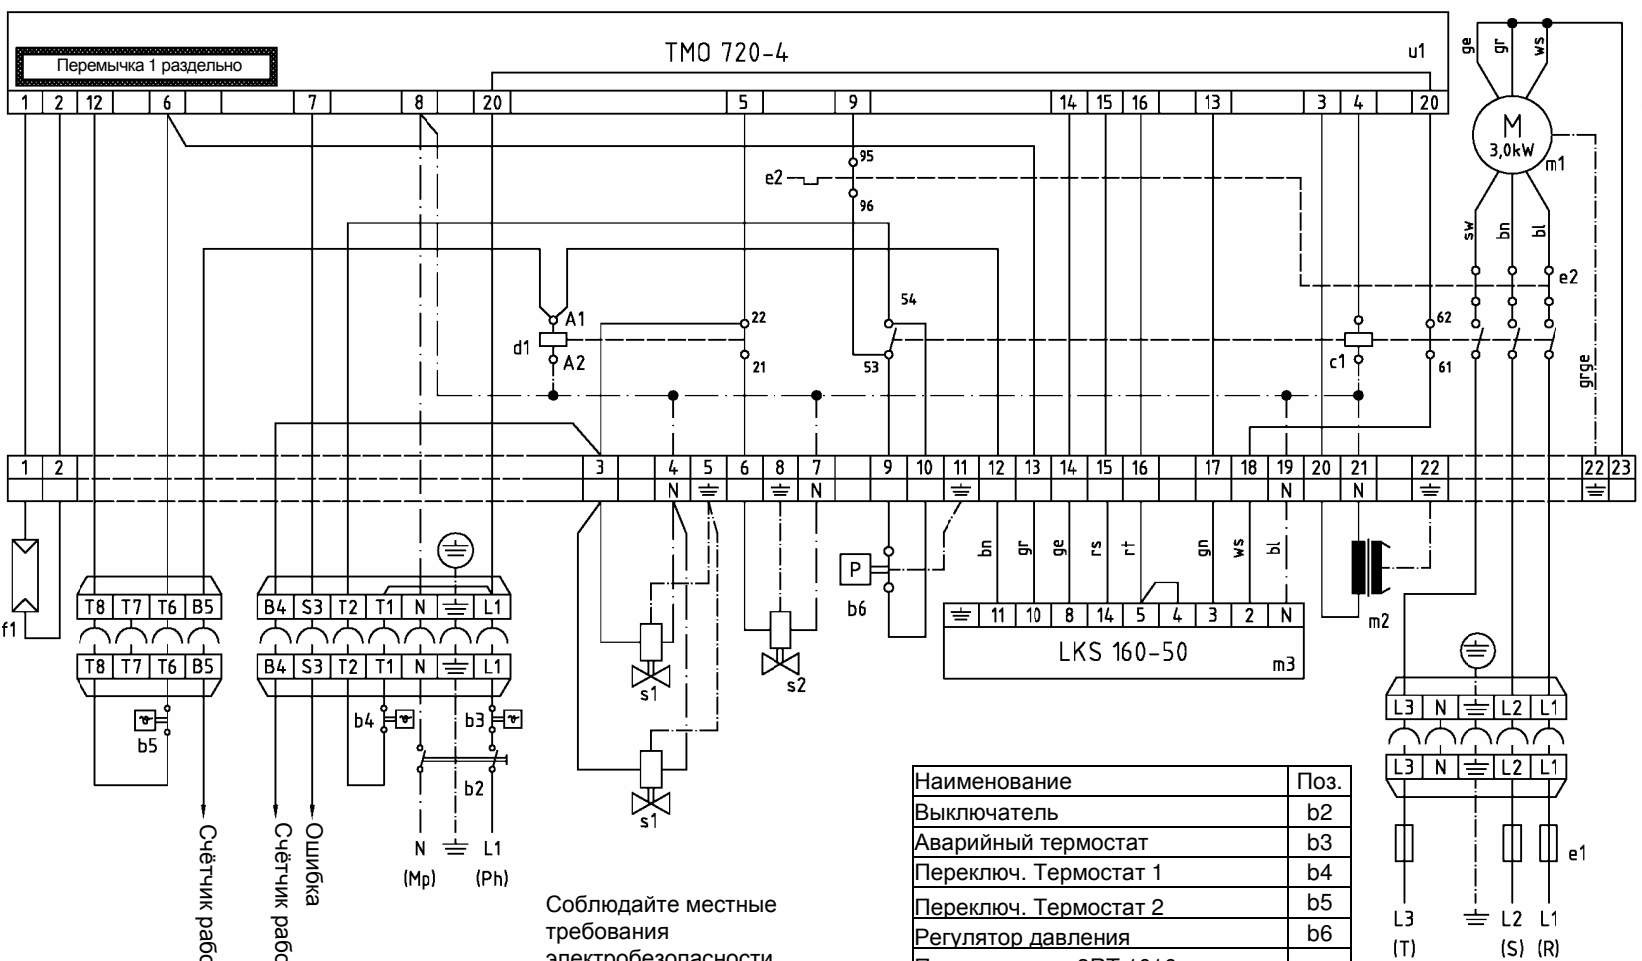 TMO 720-4
u1
Перемычка 1 раздельно
1 2 12 6 7 8 20 5 9 14 15 16 13 3 4 20
ge gr ws
M
3,0kW
m1
95
e2
96
sw bn bl
e2
54
A1
22
62
d1
A2
21
53
c1
61
grge
1 2 3 4 5 6 8 7 9 10 11 12 13 14 15 16 17 18 19 20 21 22 22 23
N N N N
bn gr ge rs rt gn ws bl
P
b6
f1
T8 T7 T6 B5 B4 S3 T2 T1 N L1
11 10 8 14 5 4 3 2 N
LKS 160-50
m3
m2
s1
s2
T8 T7 T6 B5 B4 S3 T2 T1 N L1
b5
b4
b3
b2
s1
L3 N L2 L1
L3 N L2 L1
e1
N L1
(Mp) (Ph)
L3 L2 L1
(T) (S) (R)
Ошибка
Соблюдайте местные
требования
электробезопасности
Наименование Поз.
Выключатель b2
Аварийный термостат b3
Переключ. Термостат 1 b4
Переключ. Термостат 2 b5
Регулятор давления b6